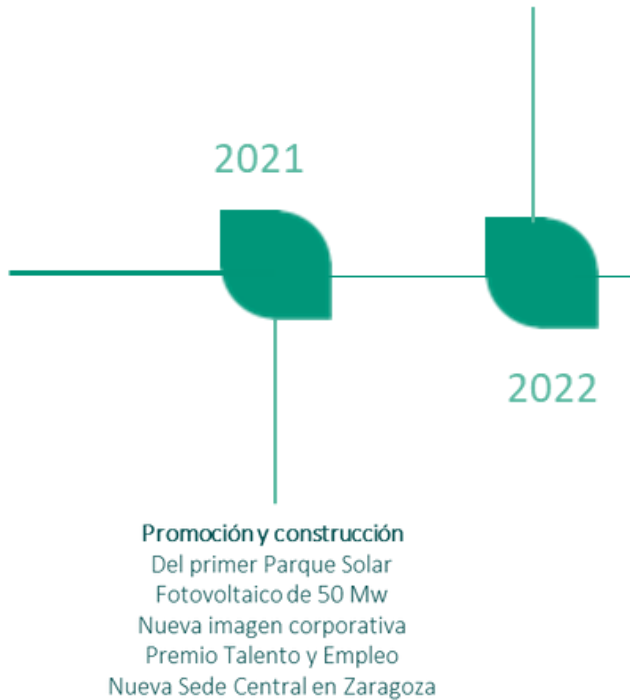 2021
2022
Promoción y construcción
Del primer Parque Solar
Fotovoltaico de 50 Mw
Nueva imagen corporativa
Premio Talento y Empleo
Nueva Sede Central en Zaragoza